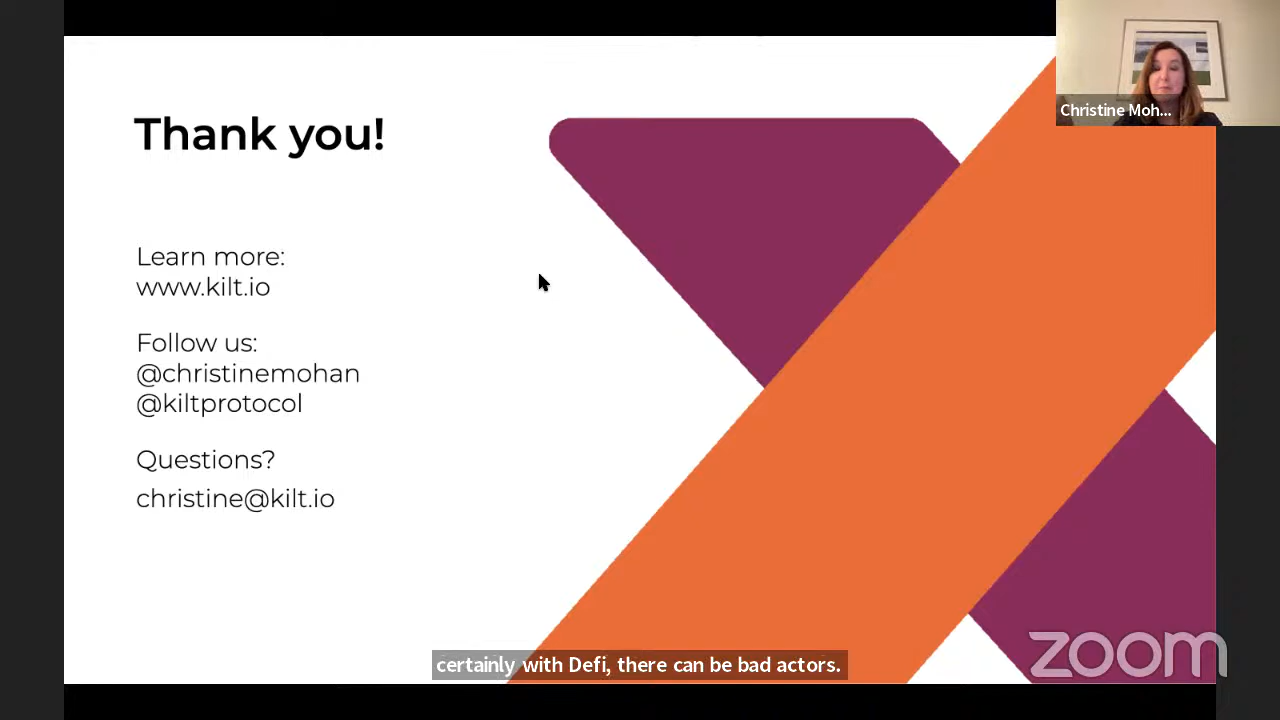 Christine Moh...
Thank you!
Learn more:
www.kilt.io
Follow us:
@christinemohan
@kiltprotocol
Questions?
christine@kilt.io
certainly with Defi, there can be bad actors.
zoom